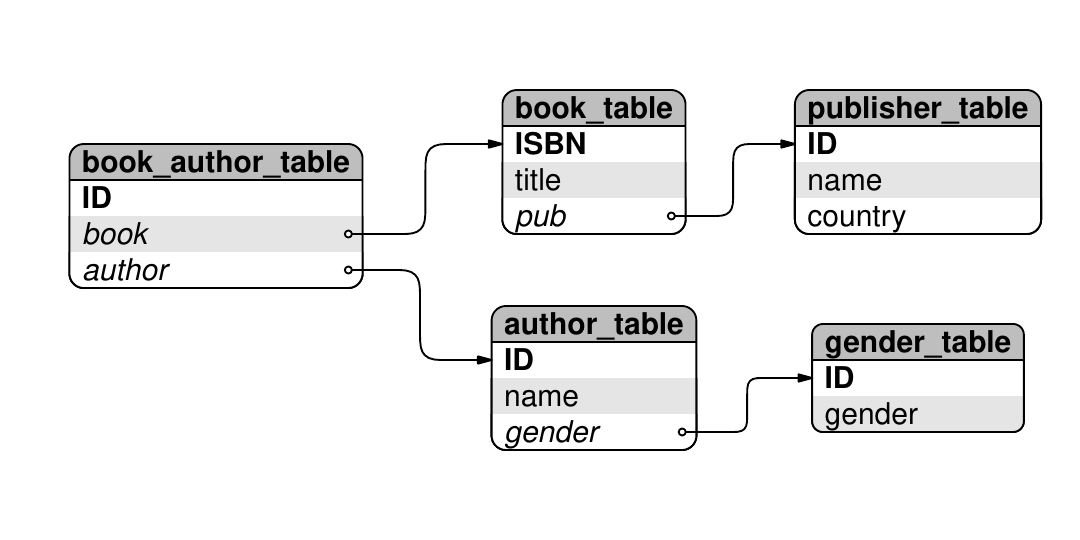 book_author_table
ID
book
author
book_table
ISBN
title
pub
publisher_table
ID
name
country
author_table
ID
name
gender
gender_table
ID
gender